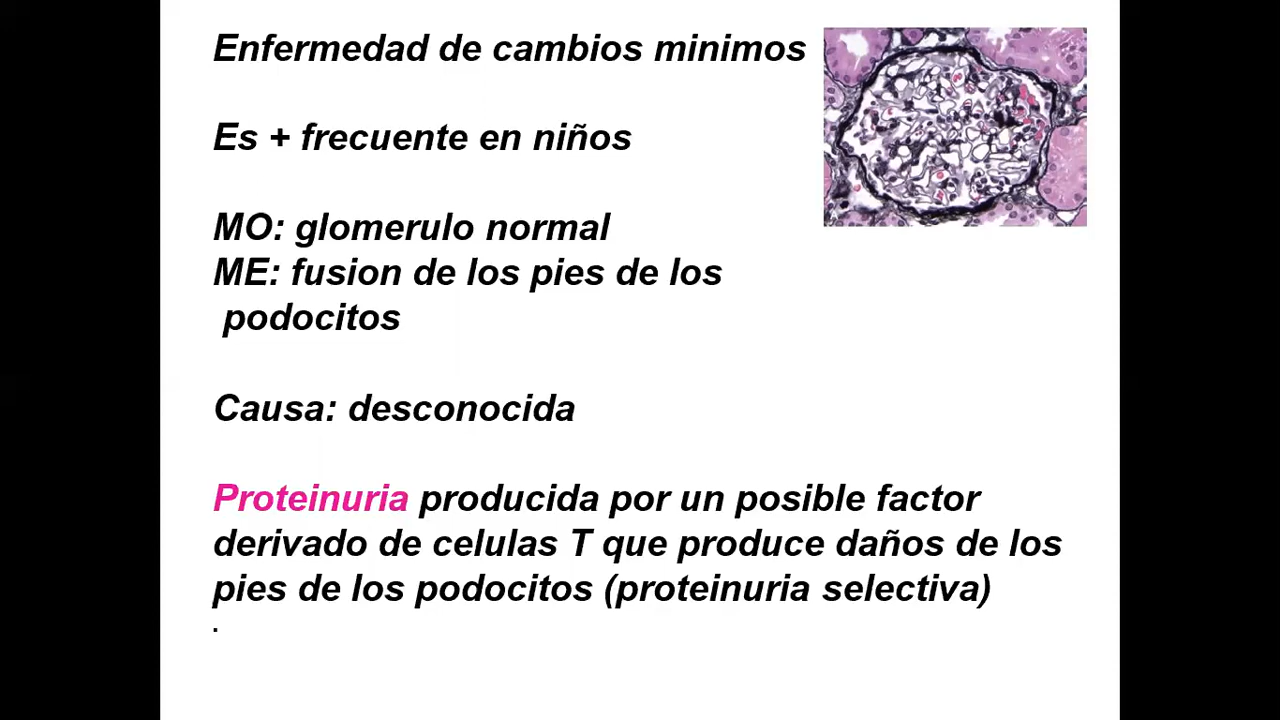 Enfermedad de cambios minimos
Es + frecuente en niños
MO: glomerulo normal
ME: fusion de los pies de los
podocitos
Causa: desconocida
Proteinuria producida por un posible factor
derivado de celulas T que produce daños de los
pies de los podocitos (proteinuria selectiva)
.